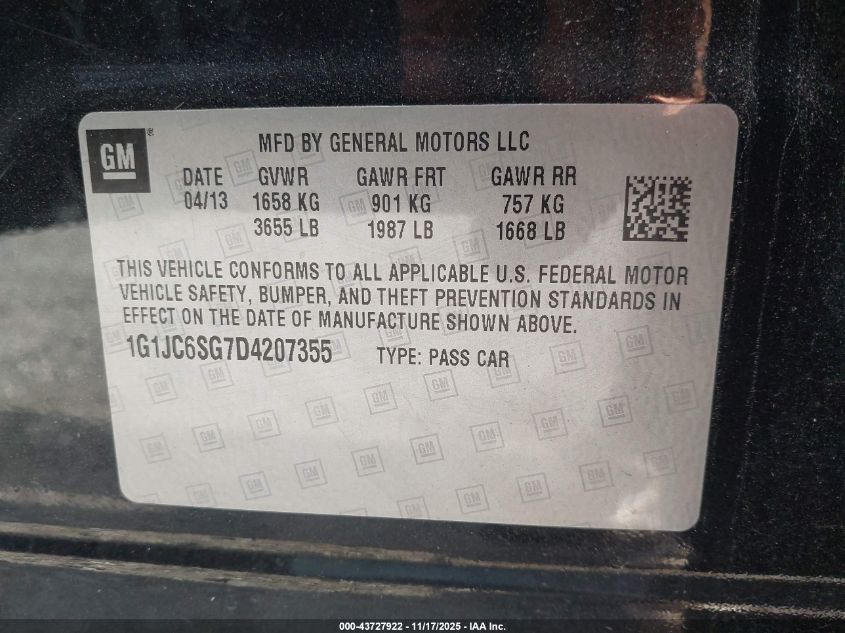 GM ®
MFD BY GENERAL MOTORS LLC
DATE GVWR GAWR FRT GAWR RR
04/13 1658 KG 901 KG 757 KG
3655 LB 1987 LB 1668 LB
THIS VEHICLE CONFORMS TO ALL APPLICABLE U.S. FEDERAL MOTOR
VEHICLE SAFETY, BUMPER, AND THEFT PREVENTION STANDARDS IN
EFFECT ON THE DATE OF MANUFACTURE SHOWN ABOVE.
1G1JC6SG7D4207355 TYPE: PASS CAR
000-43727922 - 11/17/2025 - IAA Inc.